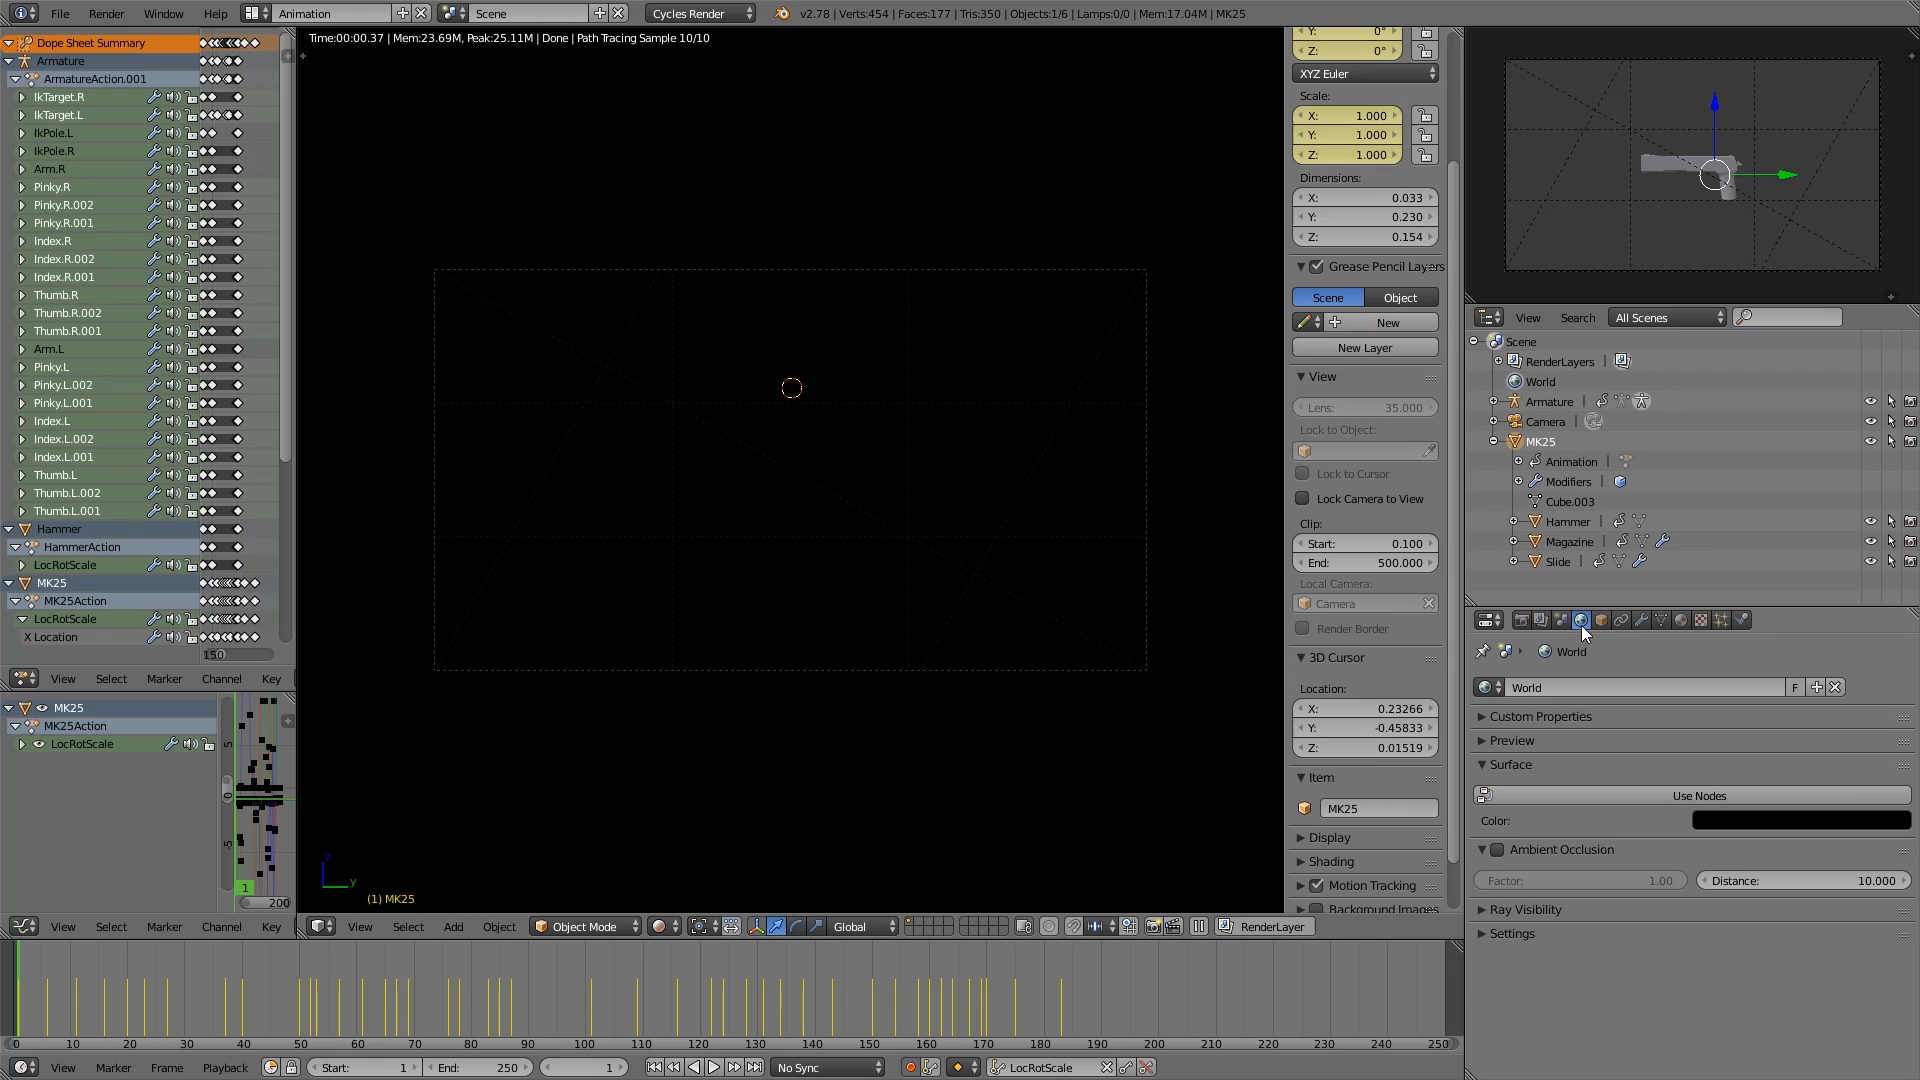 File Render Window Help Animation Scene Cycles Render v2.78 | Verts:454 | Faces:177 | Tris:350 | Objects:1/6 | Lamps:0/0 | Mem:17.04M | MK25
Time:00:00.37 | Mem:23.69M, Peak:25.11M | Done | Path Tracing Sample 10/10
Dope Sheet Summary
Armature
ArmatureAction.001
IkTarget.R
IkTarget.L
IkPole.L
IkPole.R
Arm.R
Pinky.R
Pinky.R.002
Pinky.R.001
Index.R
Index.R.002
Index.R.001
Thumb.R
Thumb.R.002
Thumb.R.001
Arm.L
Pinky.L
Pinky.L.002
Pinky.L.001
Index.L
Index.L.002
Index.L.001
Thumb.L
Thumb.L.002
Thumb.L.001
Hammer
HammerAction
LocRotScale
MK25
MK25Action
LocRotScale
X Location
150
View Select Marker Channel Key
MK25
MK25Action
LocRotScale
5
0
-5
1
200
View Select Marker Channel Key
z
y
(1) MK25
View Select Add Object Object Mode Global RenderLayer
Y: 0°
Z: 0°
XYZ Euler
Scale:
X: 1.000
Y: 1.000
Z: 1.000
Dimensions:
X: 0.033
Y: 0.230
Z: 0.154
Grease Pencil Layers
Scene Object
New
New Layer
View
Lens: 35.000
Lock to Object:
Lock to Cursor
Lock Camera to View
Clip:
Start: 0.100
End: 500.000
Local Camera:
Camera
Render Border
3D Cursor
Location:
X: 0.23266
Y: -0.45833
Z: 0.01519
Item
MK25
Display
Shading
Motion Tracking
Background Images
View Search All Scenes
Scene
RenderLayers
World
Armature
Camera
MK25
Animation
Modifiers
Cube.003
Hammer
Magazine
Slide
World
World F
Custom Properties
Preview
Surface
Use Nodes
Color:
Ambient Occlusion
Factor: 1.00 Distance: 10.000
Ray Visibility
Settings
0 10 20 30 40 50 60 70 80 90 100 110 120 130 140 150 160 170 180 190 200 210 220 230 240 250
View Marker Frame Playback Start: 1 End: 250 1 No Sync LocRotScale